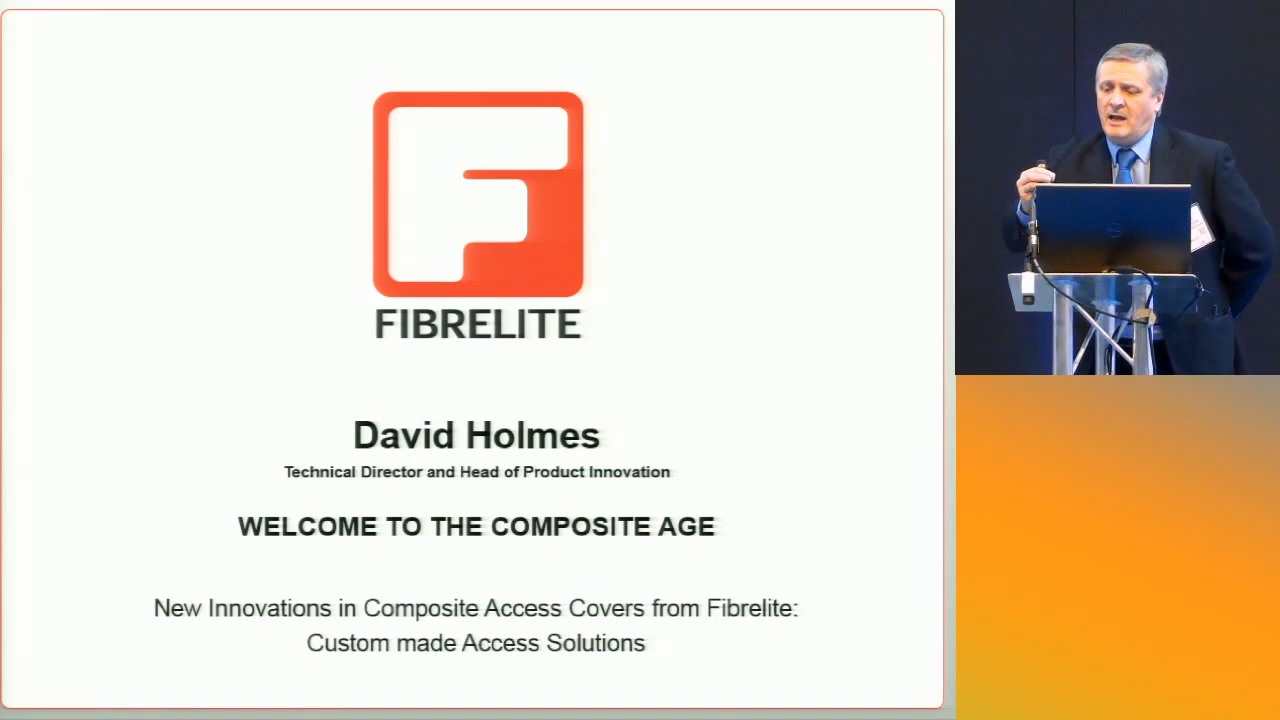 FIBRELITE
David Holmes
Technical Director and Head of Product Innovation
WELCOME TO THE COMPOSITE AGE
New Innovations in Composite Access Covers from Fibrelite:
Custom made Access Solutions